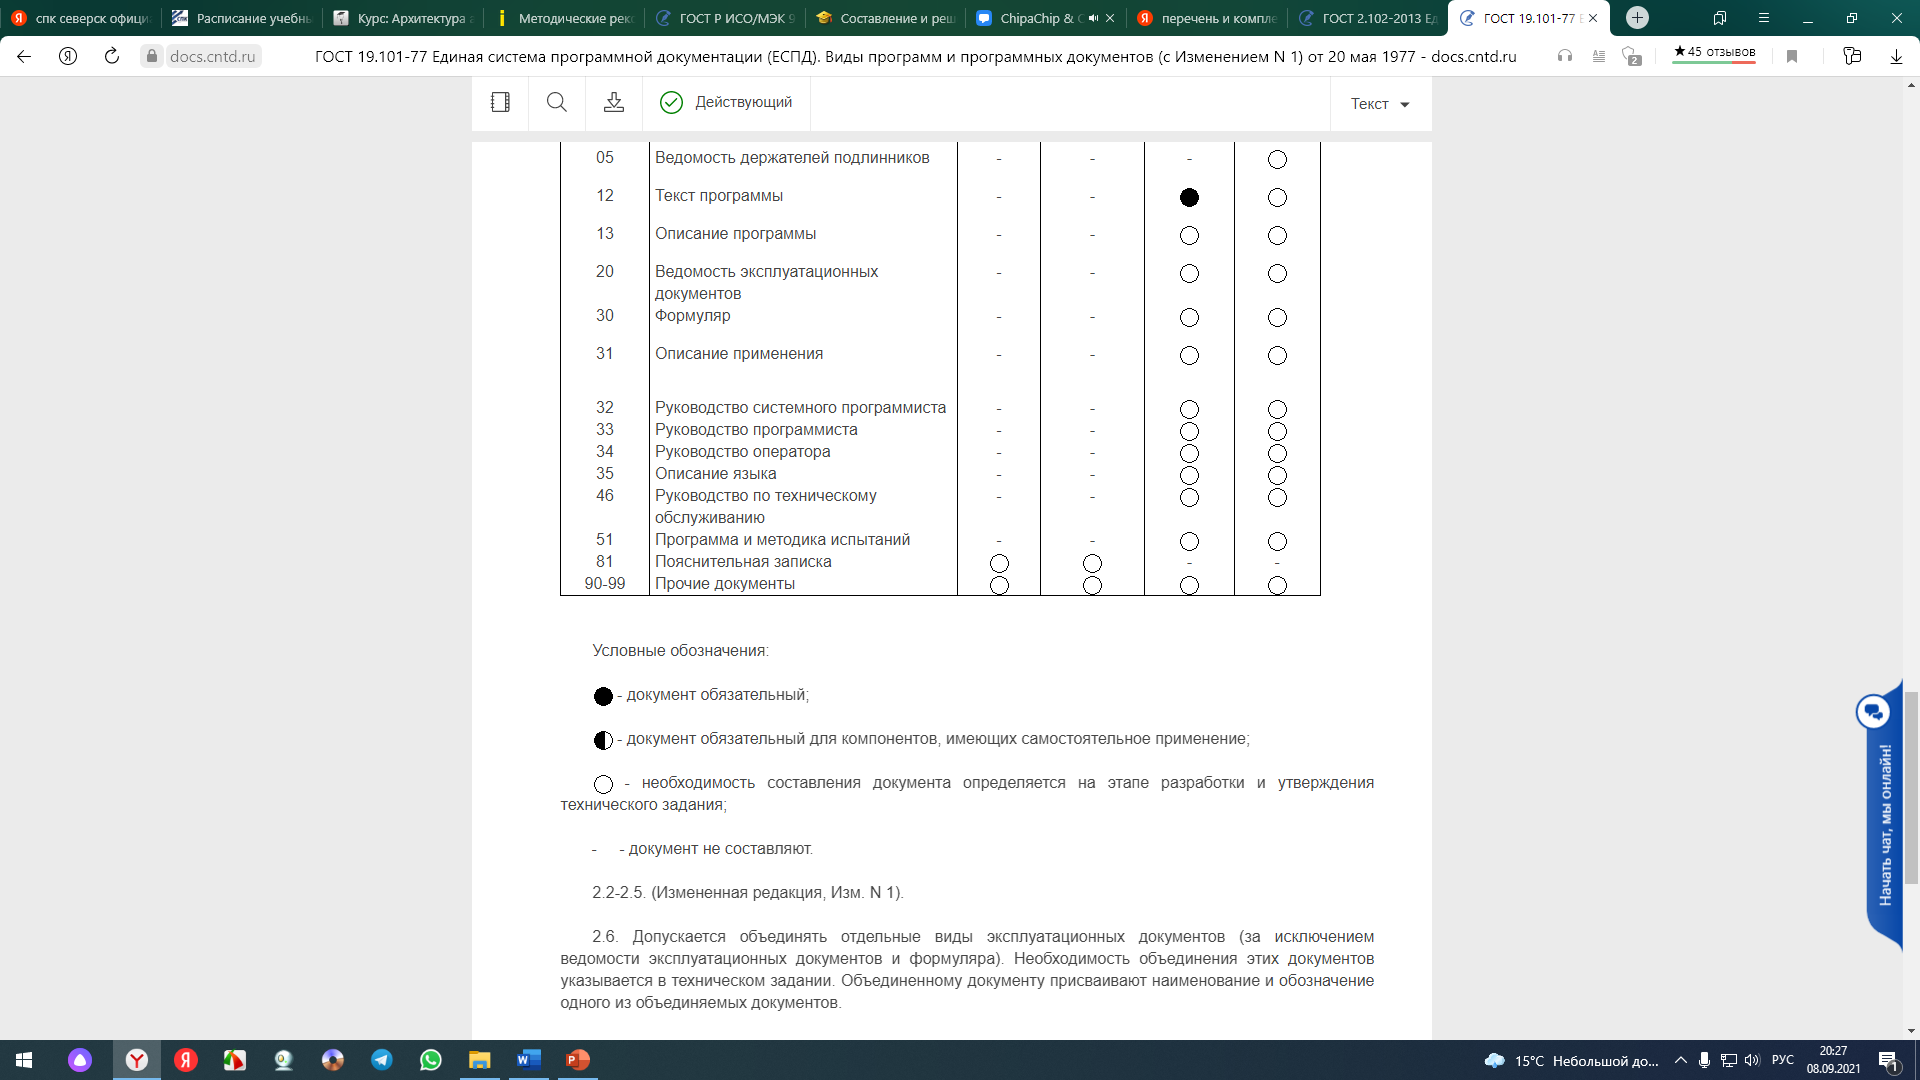 спк северск официа
Расписание учебны
Курс: Архитектура а
Методические рек
ГОСТ Р ИСО/МЭК 9
Составление и реш
ChipaChip & C
перечень и компле
ГОСТ 2.102-2013 Ед
ГОСТ 19.101-77 Е
docs.cntd.ru
ГОСТ 19.101-77 Единая система программной документации (ЕСПД). Виды программ и программных документов (с Изменением N 1) от 20 мая 1977 - docs.cntd.ru
2
★45 отзывов
Действующий
Текст
05 Ведомость держателей подлинников - - -
12 Текст программы - -
13 Описание программы - -
20 Ведомость эксплуатационных - -
документов
30 Формуляр - -
31 Описание применения - -
32 Руководство системного программиста - -
33 Руководство программиста - -
34 Руководство оператора - -
35 Описание языка - -
46 Руководство по техническому - -
обслуживанию
51 Программа и методика испытаний - -
81 Пояснительная записка - -
90-99 Прочие документы
Условные обозначения:
- документ обязательный;
- документ обязательный для компонентов, имеющих самостоятельное применение;
- необходимость составления документа определяется на этапе разработки и утверждения
технического задания;
- - документ не составляют.
2.2-2.5. (Измененная редакция, Изм. N 1).
2.6. Допускается объединять отдельные виды эксплуатационных документов (за исключением
ведомости эксплуатационных документов и формуляра). Необходимость объединения этих документов
указывается в техническом задании. Объединенному документу присваивают наименование и обозначение
одного из объединяемых документов.
Начать чат, мы онлайн!
15°C Небольшой до...
РУС
20:27
08.09.2021
1